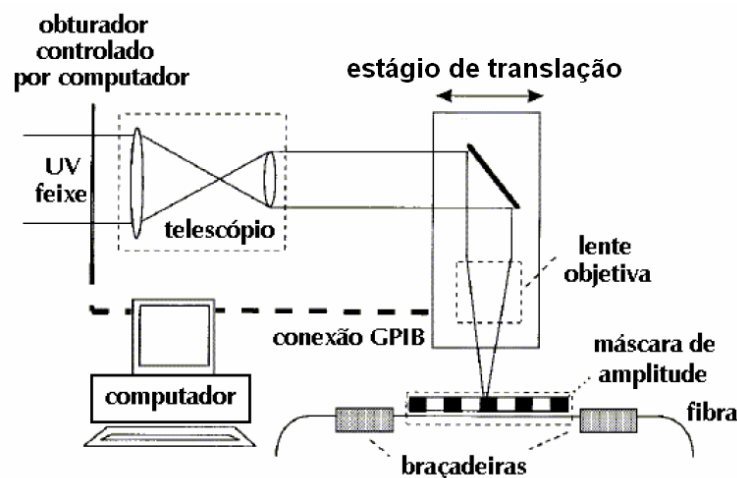 obturador
controlado
por computador
estágio de translação
UV
feixe
telescópio
lente
objetiva
conexão GPIB
computador
máscara de
amplitude
fibra
braçadeiras